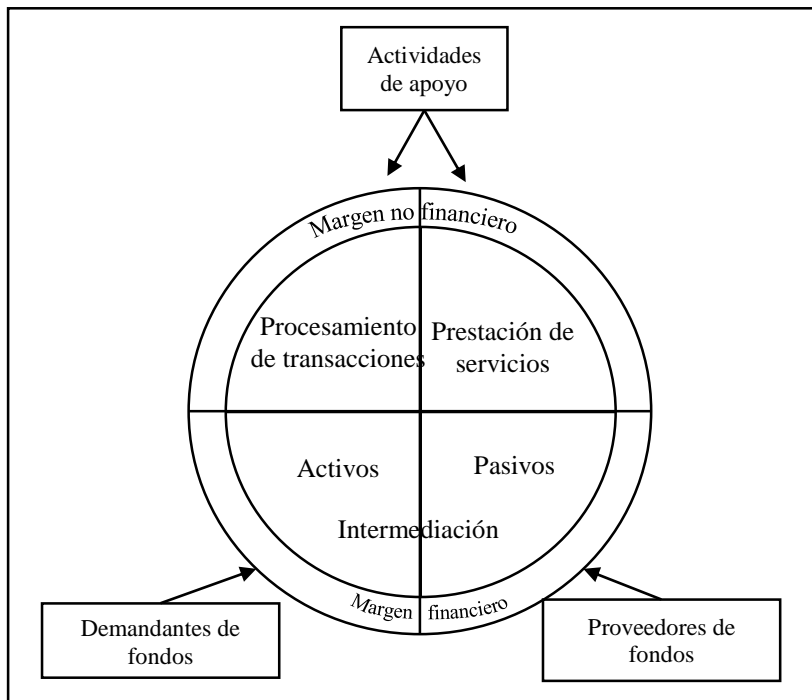 Actividades
de apoyo
Margen no financiero
Procesamiento
de transacciones
Prestación de
servicios
Activos
Pasivos
Intermediación
Margen financiero
Demandantes de
fondos
Proveedores de
fondos